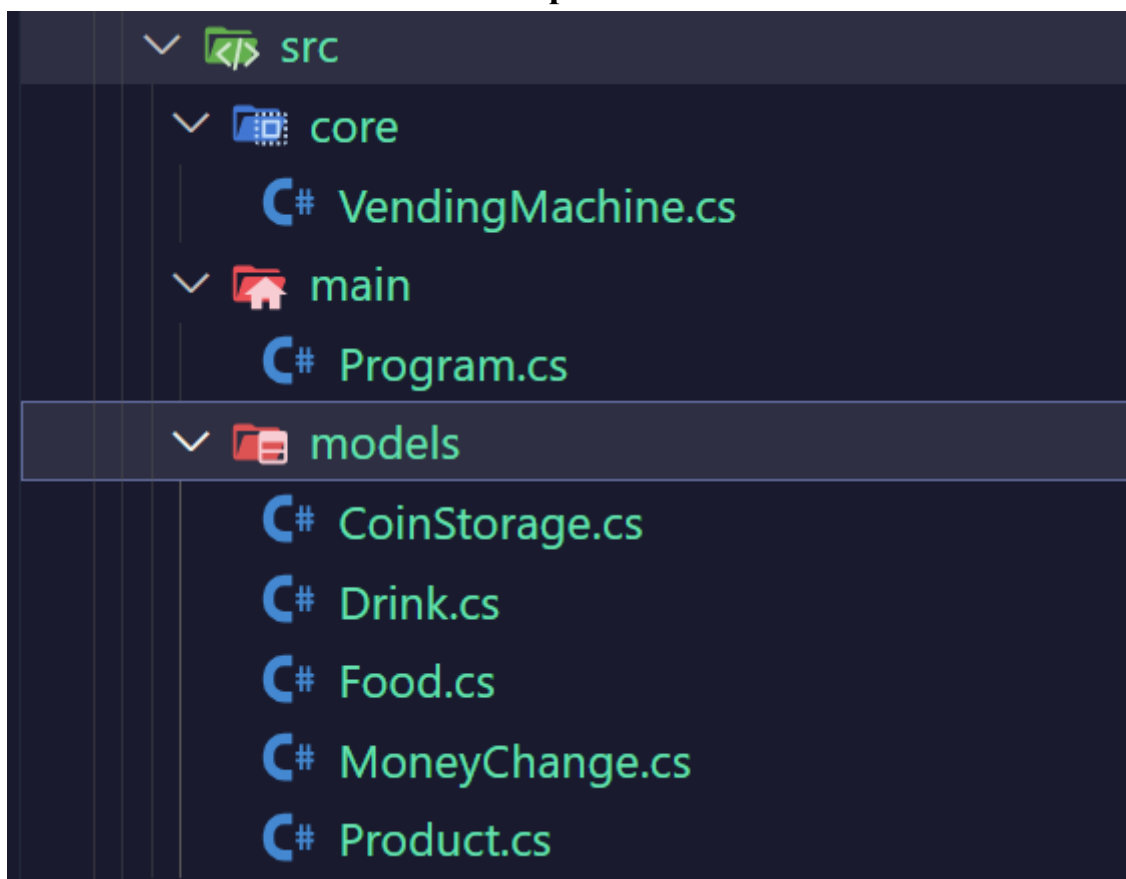 src
core
VendingMachine.cs
main
Program.cs
models
CoinStorage.cs
Drink.cs
Food.cs
MoneyChange.cs
Product.cs